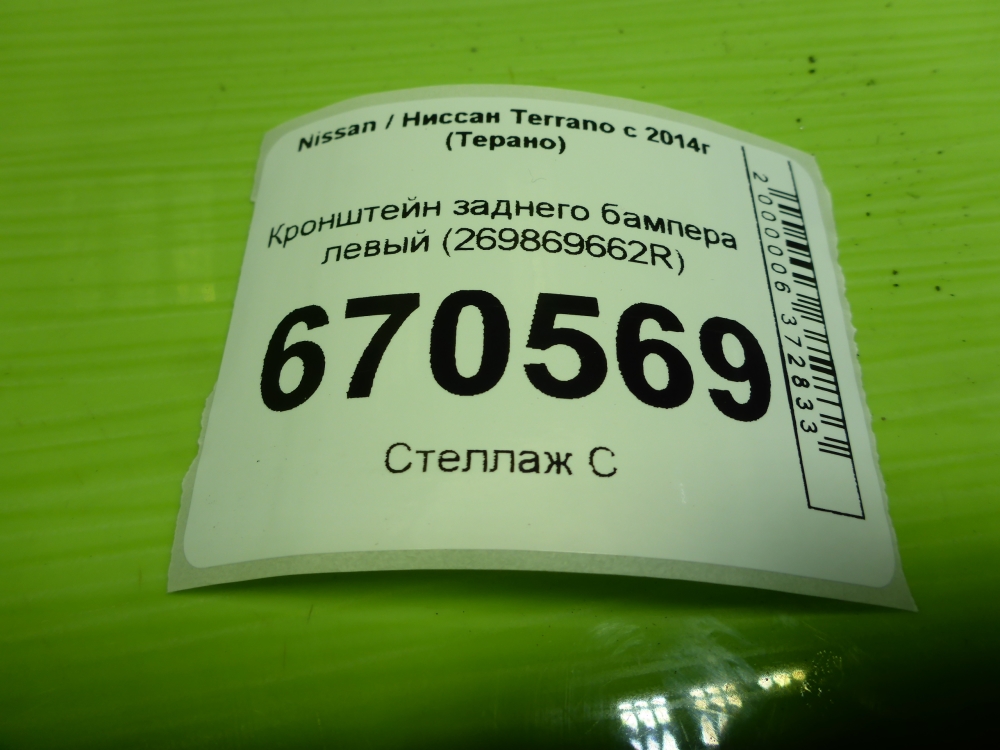 Nissan / Ниссан Terrano с 2014г
(Терано)
Кронштейн заднего бампера
левый (269869662R)
670569
Стеллаж С
2000006372833